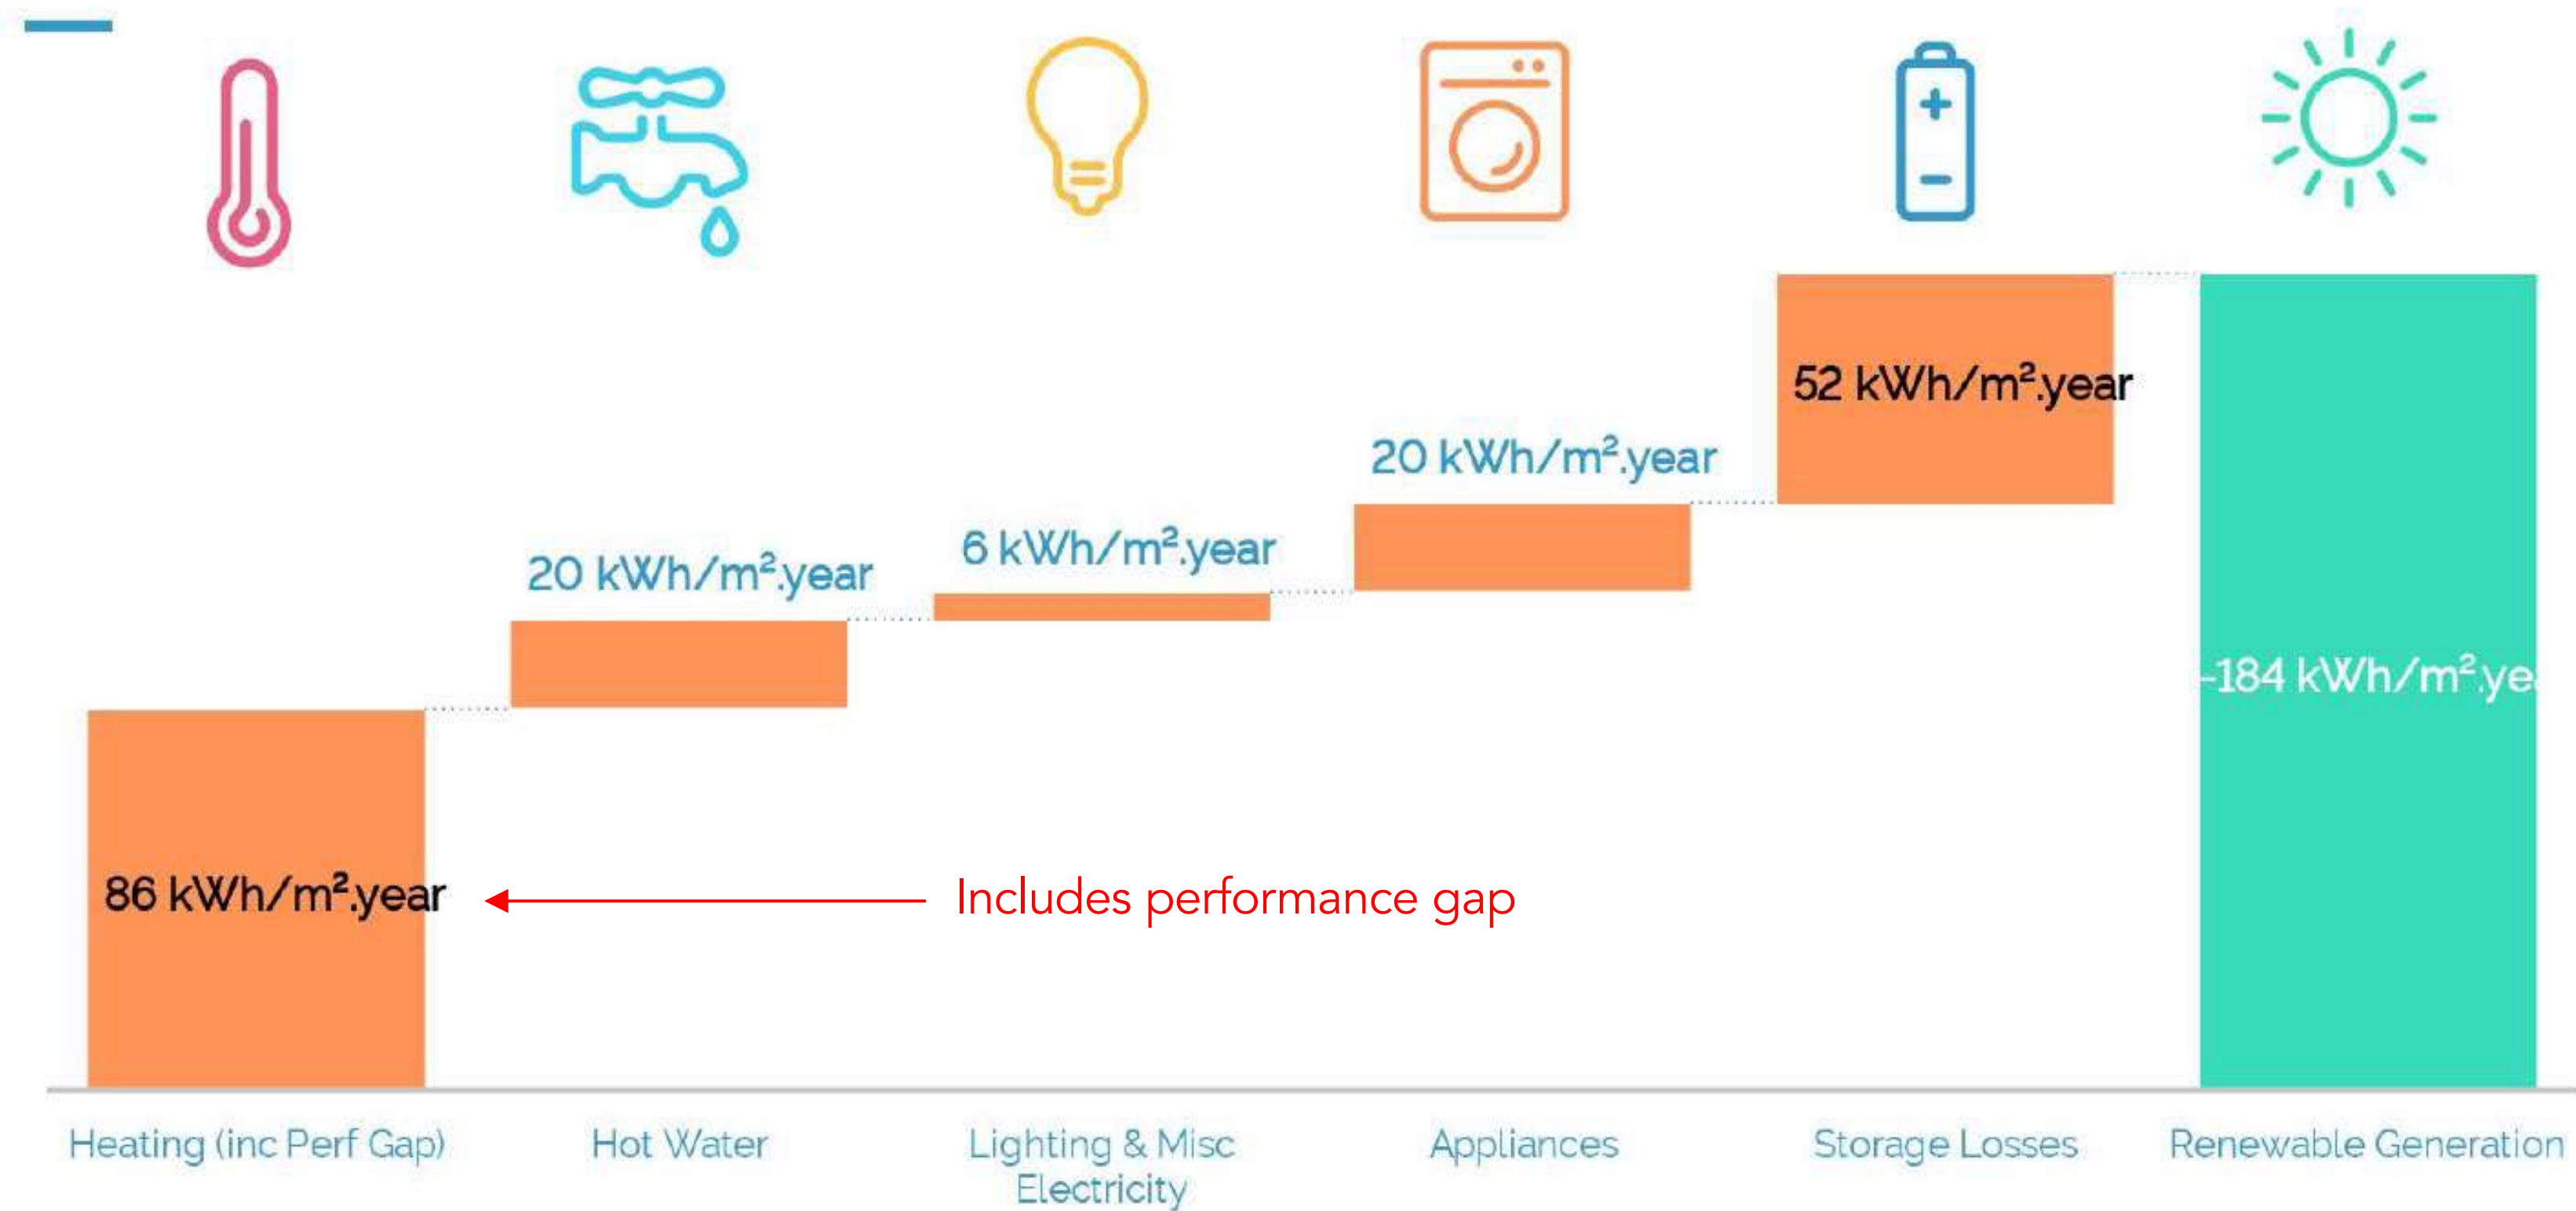 52 kWh/m².year
20 kWh/m².year
6 kWh/m².year
20 kWh/m².year
-184 kWh/m².ye
86 kWh/m².year
Includes performance gap
Heating (inc Perf Gap)
Hot Water
Lighting & Misc
Electricity
Appliances
Storage Losses
Renewable Generation